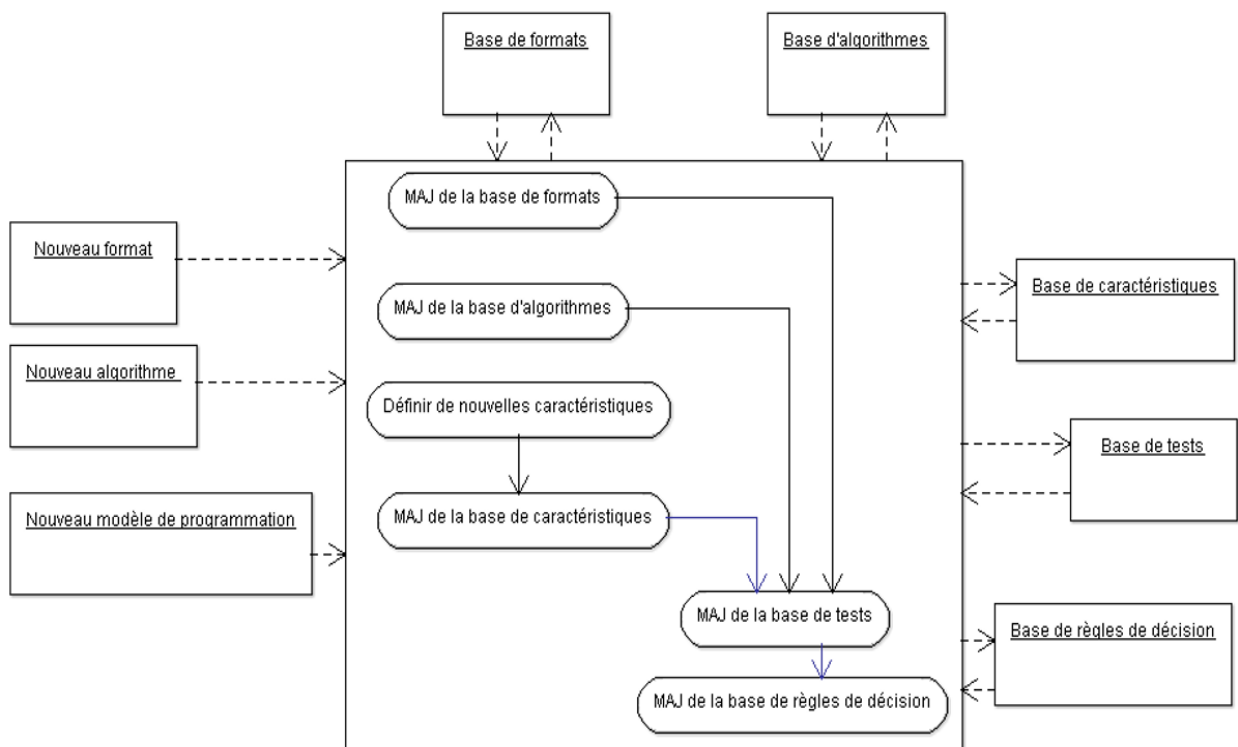 Base de formats
Base d'algorithmes
MAJ de la base de formats
Nouveau format
MAJ de la base d'algorithmes
Base de caractéristiques
Nouveau algorithme
Définir de nouvelles caractéristiques
Base de tests
Nouveau modèle de programmation
MAJ de la base de caractéristiques
MAJ de la base de tests
Base de règles de décision
MAJ de la base de règles de décision